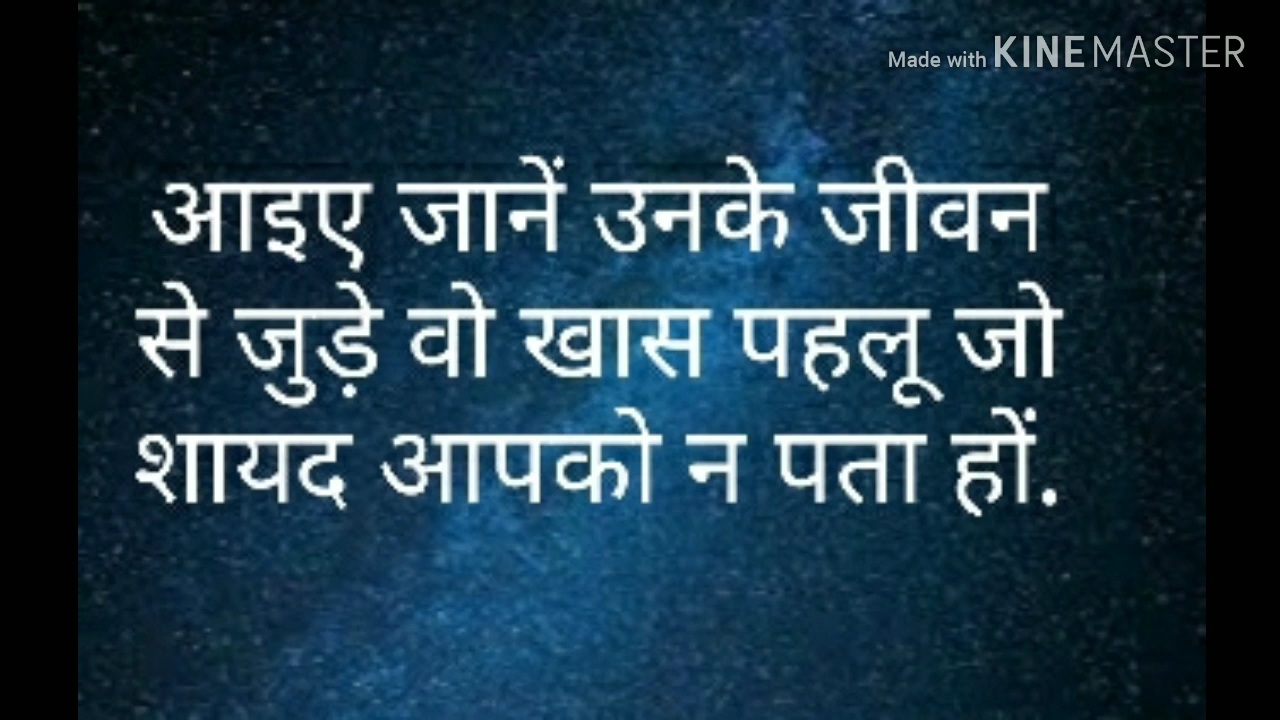 Made with KINEMASTER
आइए जानें उनके जीवन
से जुड़े वो खास पहलू जो
शायद आपको न पता हों.